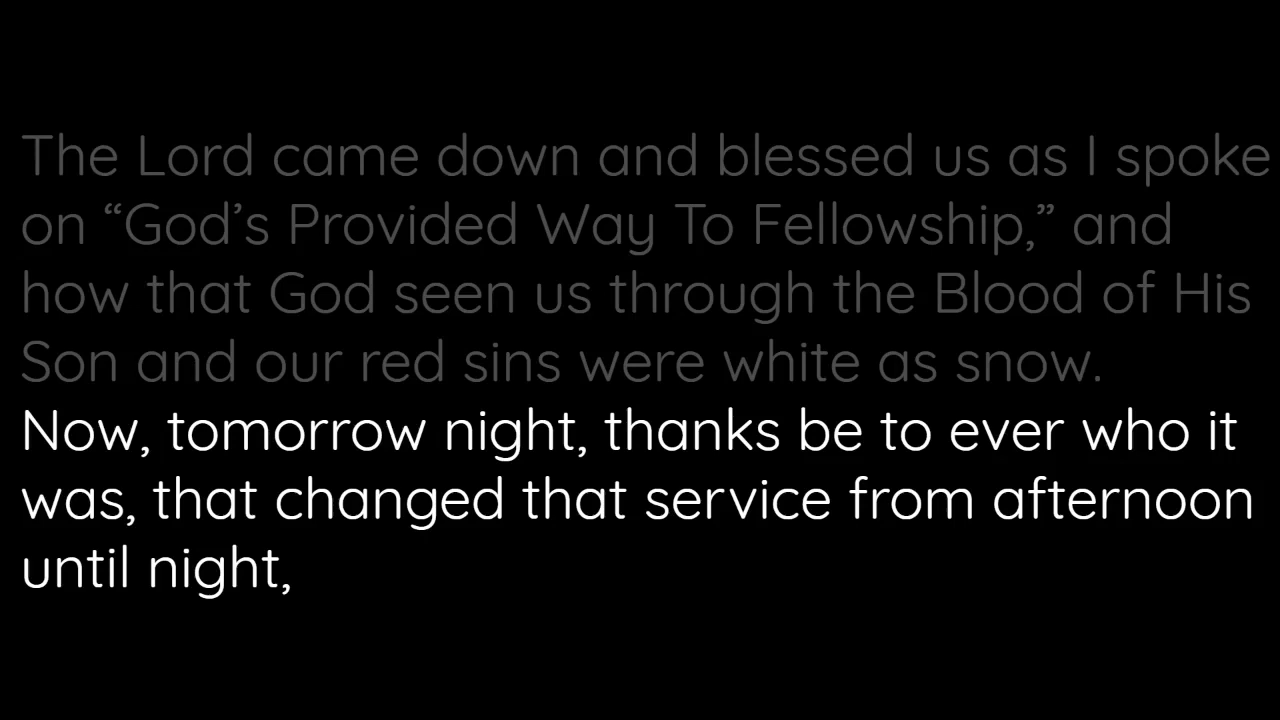 The Lord came down and blessed us as I spoke
on “God’s Provided Way To Fellowship,” and
how that God seen us through the Blood of His
Son and our red sins were white as snow.
Now, tomorrow night, thanks be to ever who it
was, that changed that service from afternoon
until night,